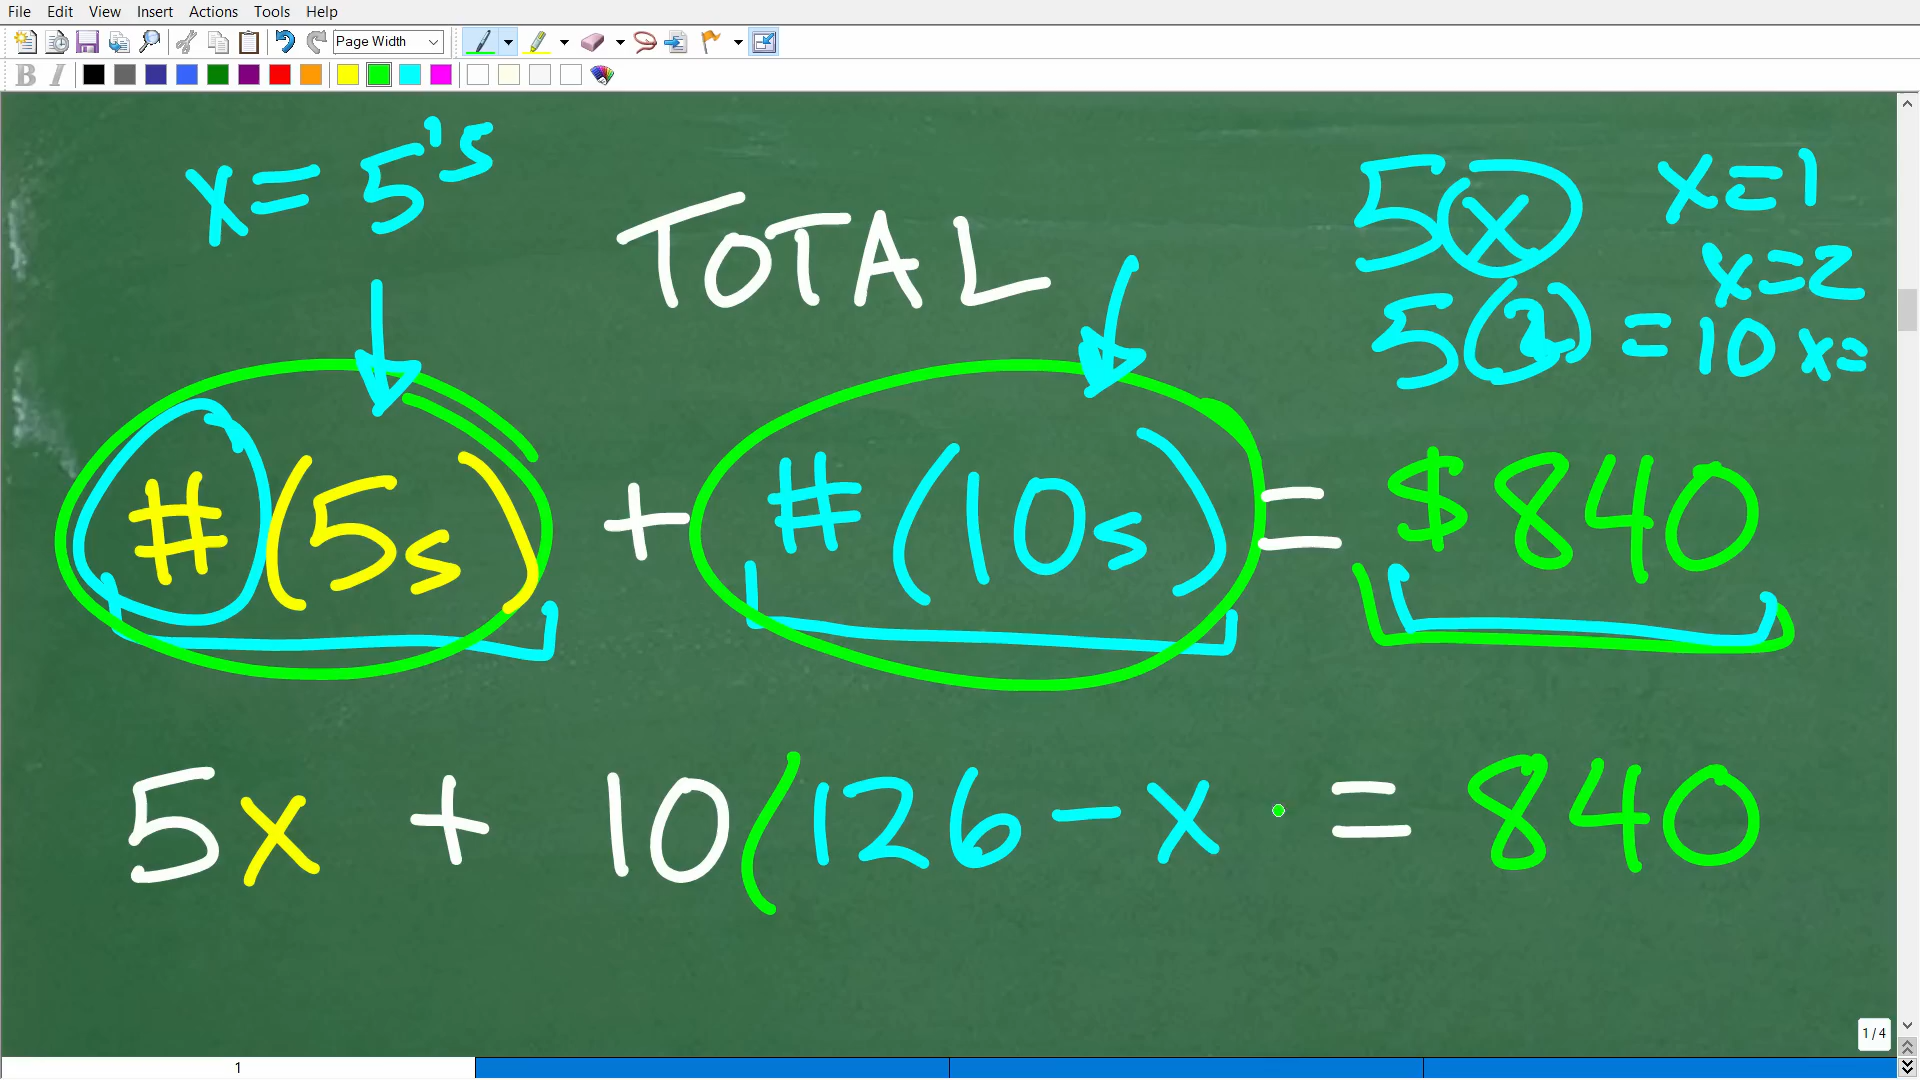 File Edit View Insert Actions Tools Help
Page Width
B I
x = 5's
TOTAL
5x x=1
x=2
5(2) = 10 x=
#(5s) + #(10s) = $840
5x + 10(126-x = 840
1/4
1